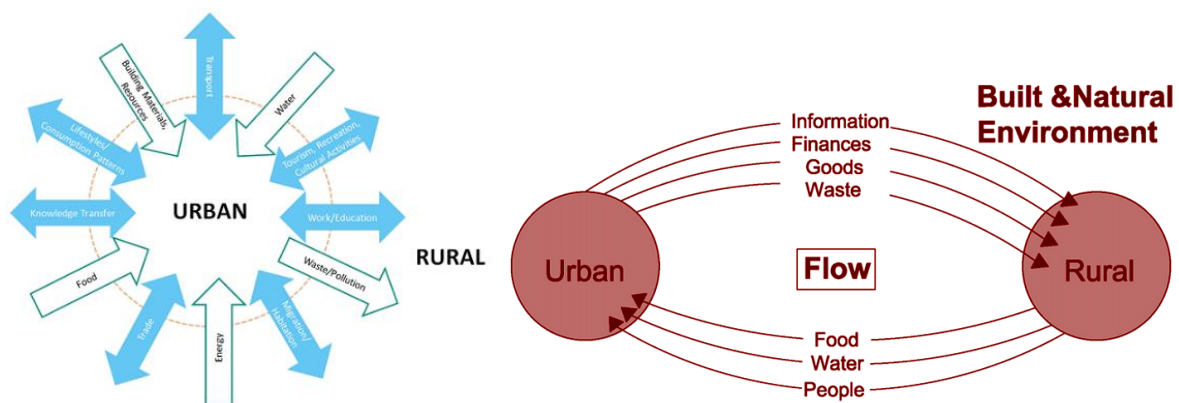 Transport
Building Materials,
Resources
Water
Lifestyles/
Consumption Patterns
Tourism, Recreation,
Cultural Activities
Knowledge Transfer
URBAN
Work/Education
RURAL
Food
Waste/Pollution
Trade
Energy
Migration/
Habitation
Built &Natural
Environment
Information
Finances
Goods
Waste
Urban
Flow
Rural
Food
Water
People